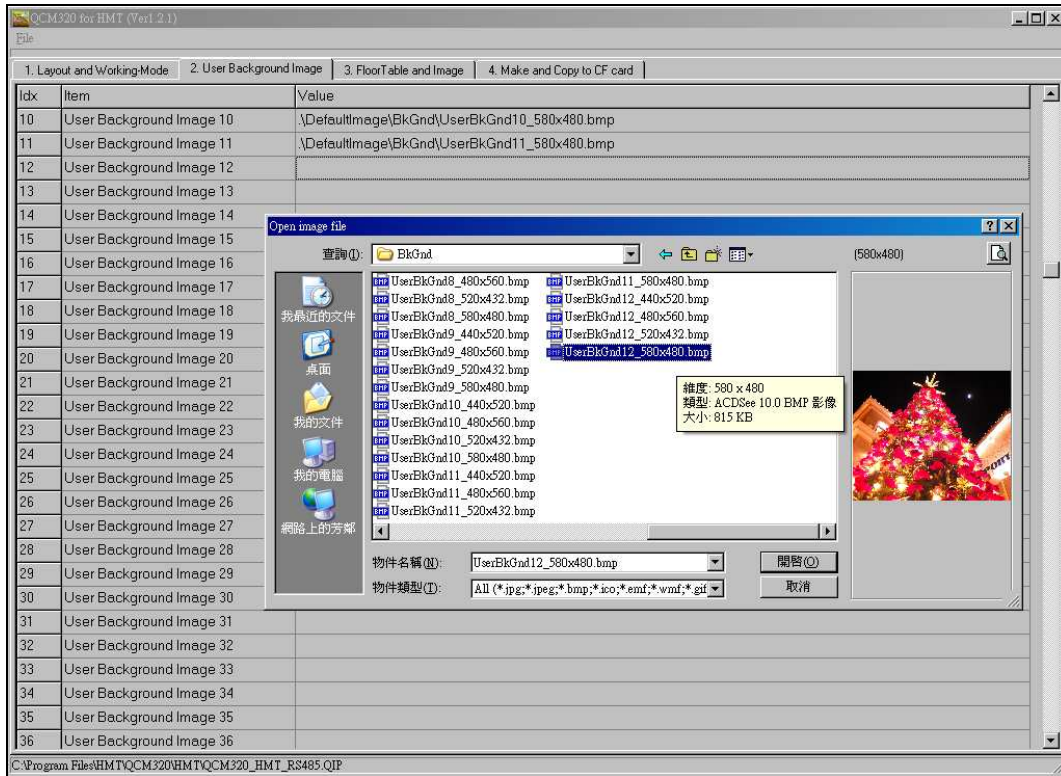 QCM320 for HMT (Ver1.2.1)
File
1. Layout and Working-Mode
2. User Background Image
3. FloorTable and Image
4. Make and Copy to CF card
Idx Item Value
10 User Background Image 10 .\DefaultImage\BkGnd\UserBkGnd10_580x480.bmp
11 User Background Image 11 .\DefaultImage\BkGnd\UserBkGnd11_580x480.bmp
12 User Background Image 12
13 User Background Image 13
14 User Background Image 14
15 User Background Image 15
16 User Background Image 16
17 User Background Image 17
18 User Background Image 18
19 User Background Image 19
20 User Background Image 20
21 User Background Image 21
22 User Background Image 22
23 User Background Image 23
24 User Background Image 24
25 User Background Image 25
26 User Background Image 26
27 User Background Image 27
28 User Background Image 28
29 User Background Image 29
30 User Background Image 30
31 User Background Image 31
32 User Background Image 32
33 User Background Image 33
34 User Background Image 34
35 User Background Image 35
36 User Background Image 36
Open image file
查詢(I): BkGnd
(580x480)
我最近的文件
桌面
我的文件
我的電腦
網路上的芳鄰
UserBkGnd8_480x560.bmp
UserBkGnd8_520x432.bmp
UserBkGnd8_580x480.bmp
UserBkGnd9_440x520.bmp
UserBkGnd9_480x560.bmp
UserBkGnd9_520x432.bmp
UserBkGnd9_580x480.bmp
UserBkGnd10_440x520.bmp
UserBkGnd10_480x560.bmp
UserBkGnd10_520x432.bmp
UserBkGnd10_580x480.bmp
UserBkGnd11_440x520.bmp
UserBkGnd11_480x560.bmp
UserBkGnd11_520x432.bmp
UserBkGnd11_580x480.bmp
UserBkGnd12_440x520.bmp
UserBkGnd12_480x560.bmp
UserBkGnd12_520x432.bmp
UserBkGnd12_580x480.bmp
維度: 580 x 480
類型: ACDSee 10.0 BMP 影像
大小: 815 KB
物件名稱(N): UserBkGnd12_580x480.bmp
開啓(O)
物件類型(T): All (*.jpg;*.jpeg;*.bmp;*.ico;*.emf;*.wmf;*.gif
取消
C:\Program Files\HMT\QCM320\HMT\QCM320_HMT_RS485.QIP